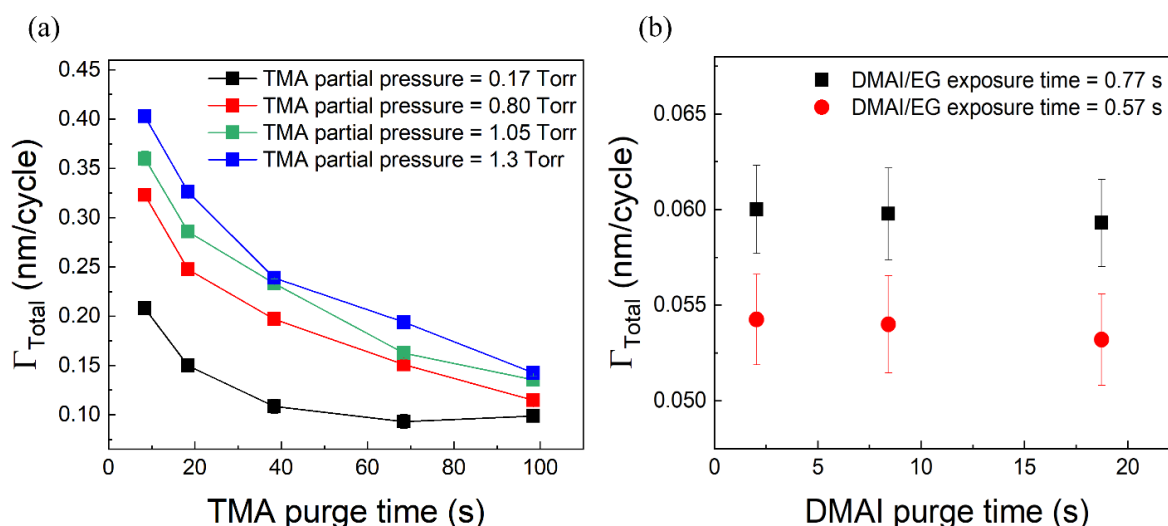 (a)
TMA partial pressure = 0.17 Torr
TMA partial pressure = 0.80 Torr
TMA partial pressure = 1.05 Torr
TMA partial pressure = 1.3 Torr
0.45
0.40
0.35
0.30
0.25
0.20
0.15
0.10
Γ_Total (nm/cycle)
0 20 40 60 80 100
TMA purge time (s)
(b)
DMAI/EG exposure time = 0.77 s
DMAI/EG exposure time = 0.57 s
0.065
0.060
0.055
0.050
Γ_Total (nm/cycle)
0 5 10 15 20
DMAI purge time (s)